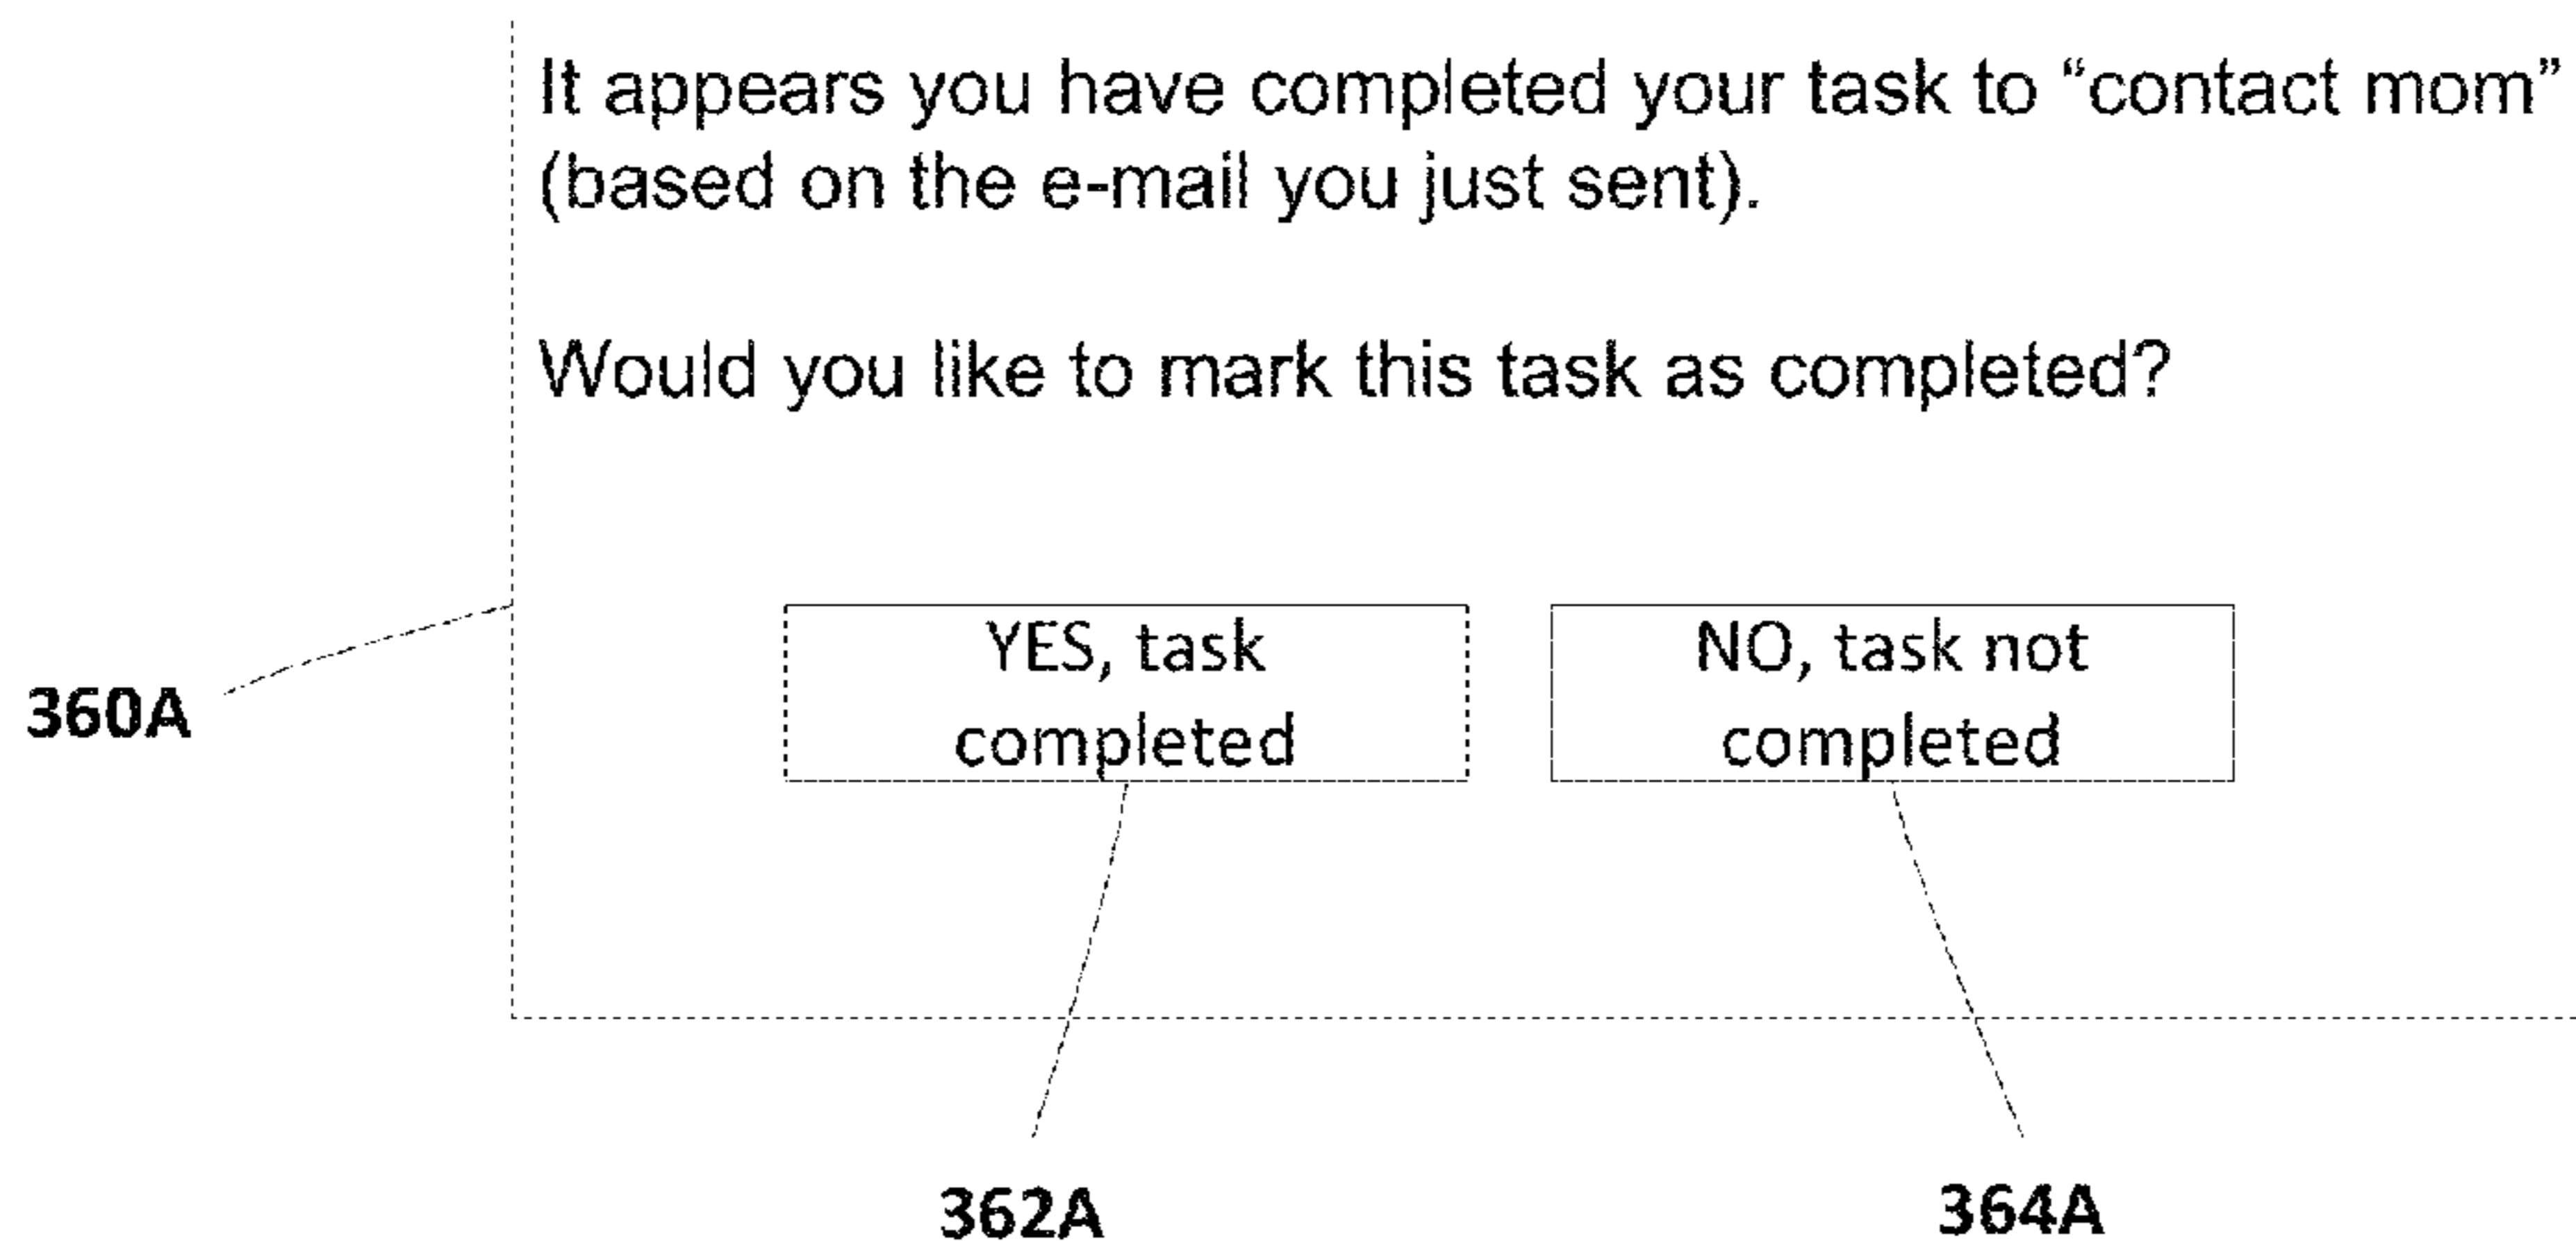 It appears you have completed your task to “contact mom”
(based on the e-mail you just sent).
Would you like to mark this task as completed?
YES, task
completed
NO, task not
completed
360A
362A
364A